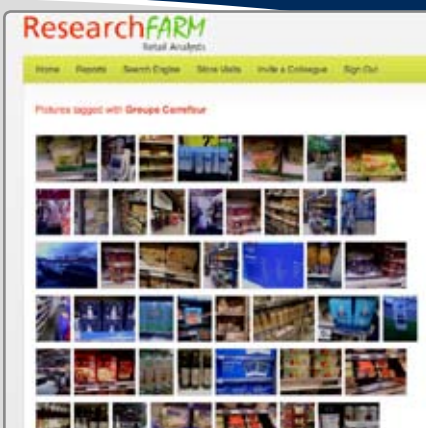 ResearchFARM
Retail Analysts
Home Reports Search Engine Store Visits Invite a Colleague Sign Out
Pictures tagged with Groupe Carrefour